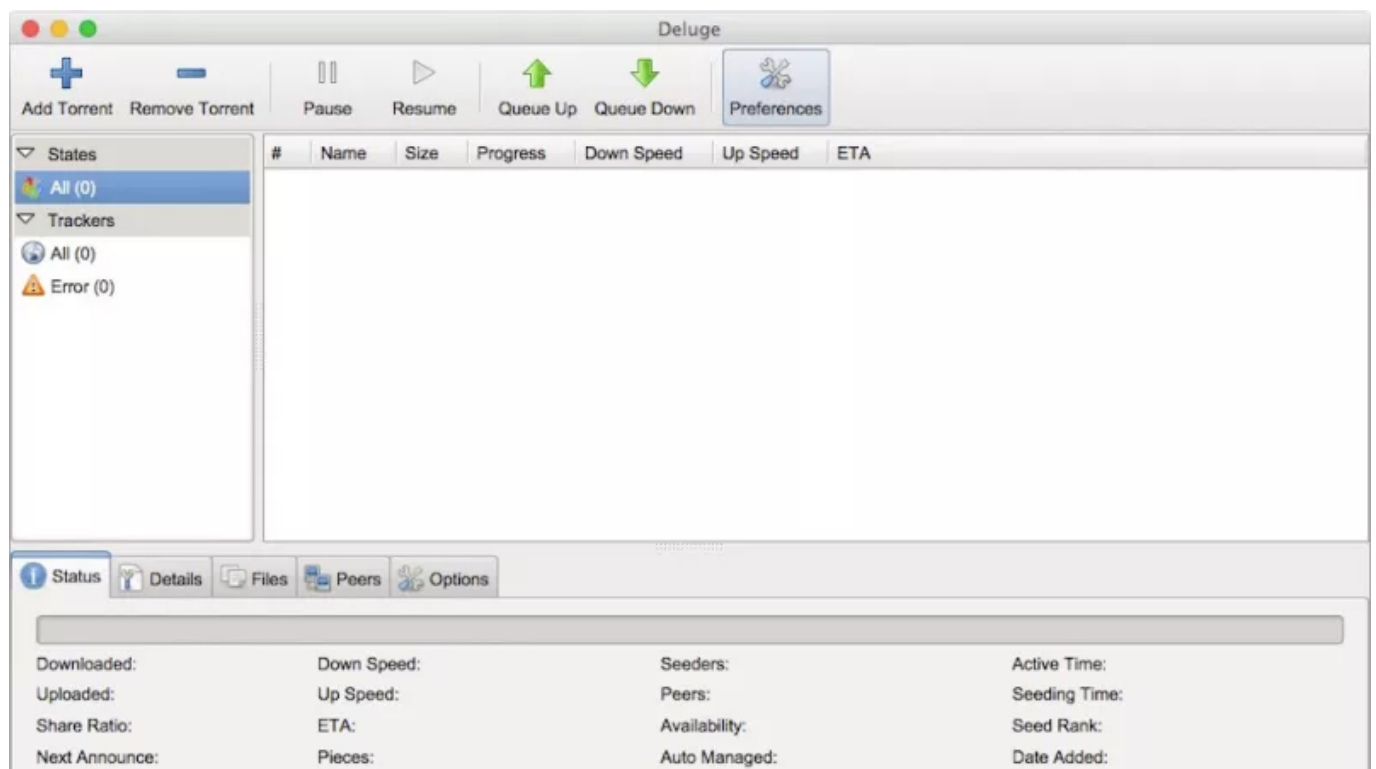 Deluge
Add Torrent Remove Torrent Pause Resume Queue Up Queue Down Preferences
States
All (0)
Trackers
All (0)
Error (0)
# Name Size Progress Down Speed Up Speed ETA
Status Details Files Peers Options
Downloaded: Down Speed: Seeders: Active Time:
Uploaded: Up Speed: Peers: Seeding Time:
Share Ratio: ETA: Availability: Seed Rank:
Next Announce: Pieces: Auto Managed: Date Added: